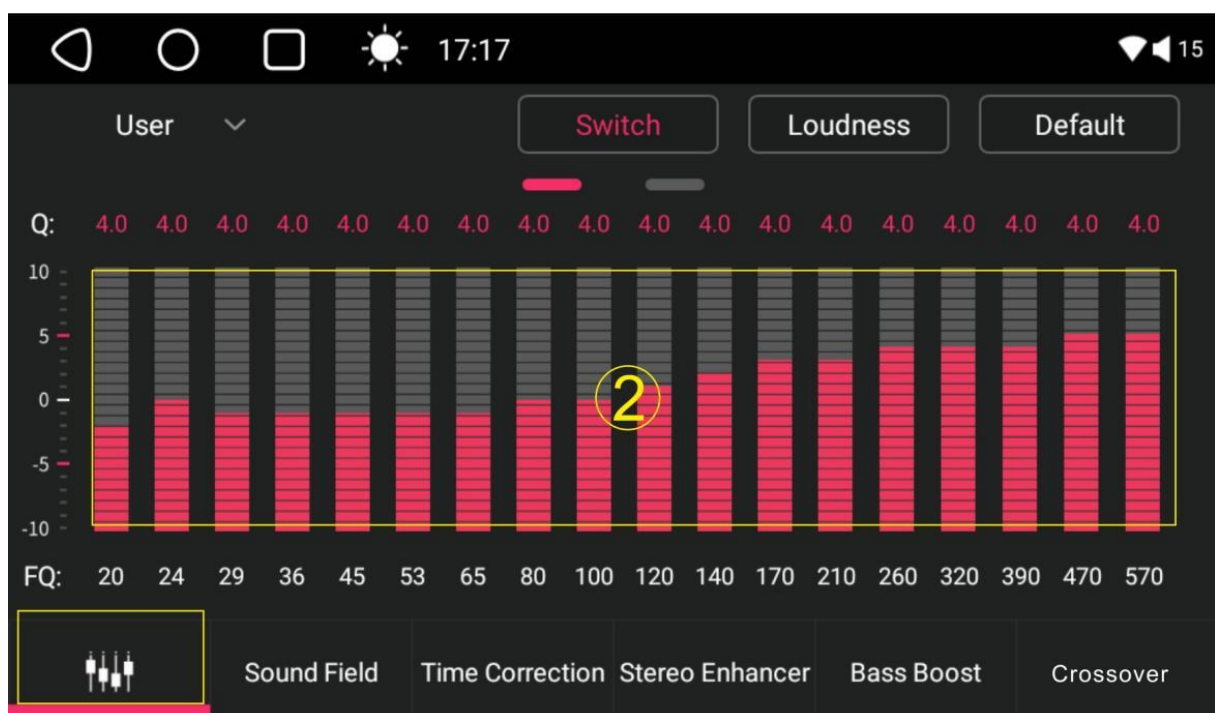 17:17 15
User Switch Loudness Default
Q: 4.0 4.0 4.0 4.0 4.0 4.0 4.0 4.0 4.0 4.0 4.0 4.0 4.0 4.0 4.0 4.0 4.0 4.0
10
5
0
2
-5
-10
FQ: 20 24 29 36 45 53 65 80 100 120 140 170 210 260 320 390 470 570
Sound Field Time Correction Stereo Enhancer Bass Boost Crossover